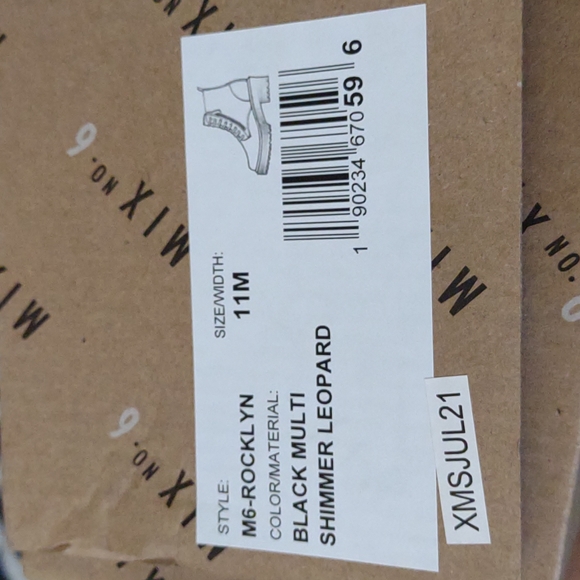 STYLE:
M6-ROCKLYN
SIZE/WIDTH:
11M
COLOR/MATERIAL:
BLACK MULTI
SHIMMER LEOPARD
1 90234 67059 6
XMSJUL21
MIX NO. 6
MIX NO. 6
MIX
NO. 6